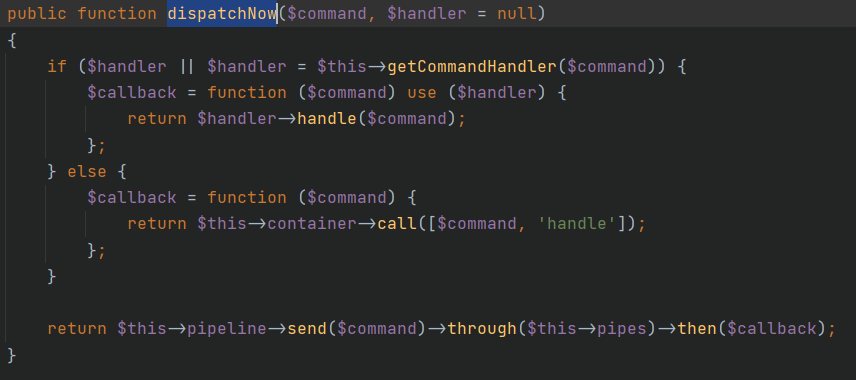 public function dispatchNow($command, $handler = null)
{
    if ($handler || $handler = $this->getCommandHandler($command)) {
        $callback = function ($command) use ($handler) {
            return $handler->handle($command);
        };
    } else {
        $callback = function ($command) {
            return $this->container->call([$command, 'handle']);
        };
    }

    return $this->pipeline->send($command)->through($this->pipes)->then($callback);
}